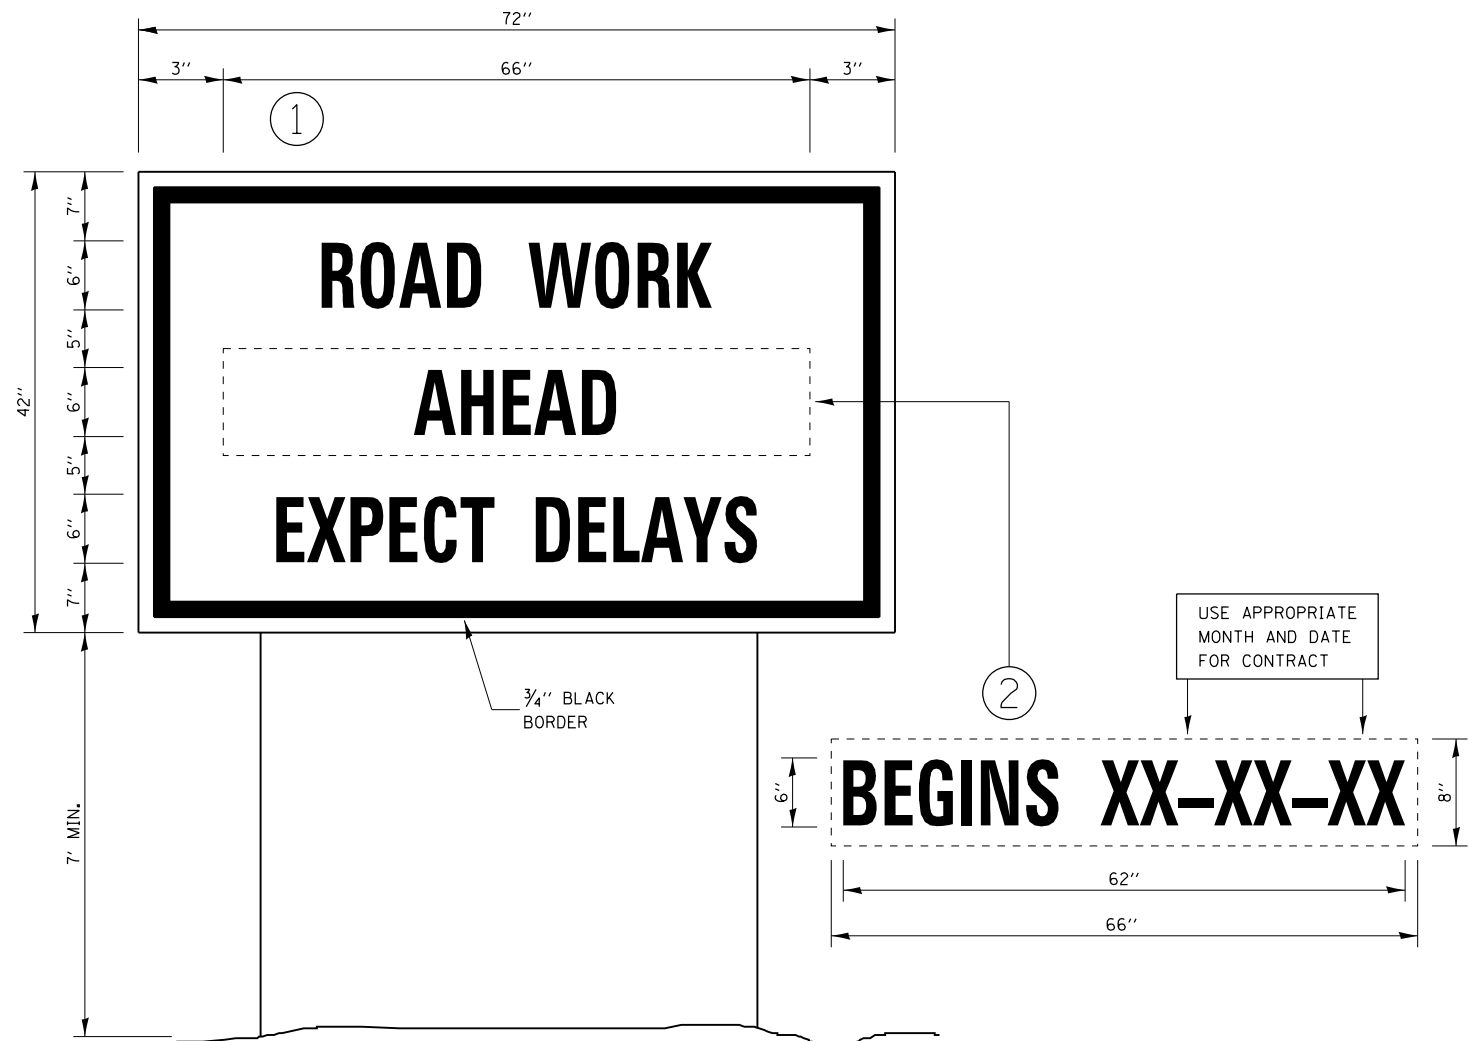 72''
3'' 66'' 3''
1
7''
6''
5''
6''
5''
6''
7''
42''
ROAD WORK
AHEAD
EXPECT DELAYS
3/4'' BLACK
BORDER
7' MIN.
USE APPROPRIATE
MONTH AND DATE
FOR CONTRACT
2
6''
BEGINS XX-XX-XX
8''
62''
66''